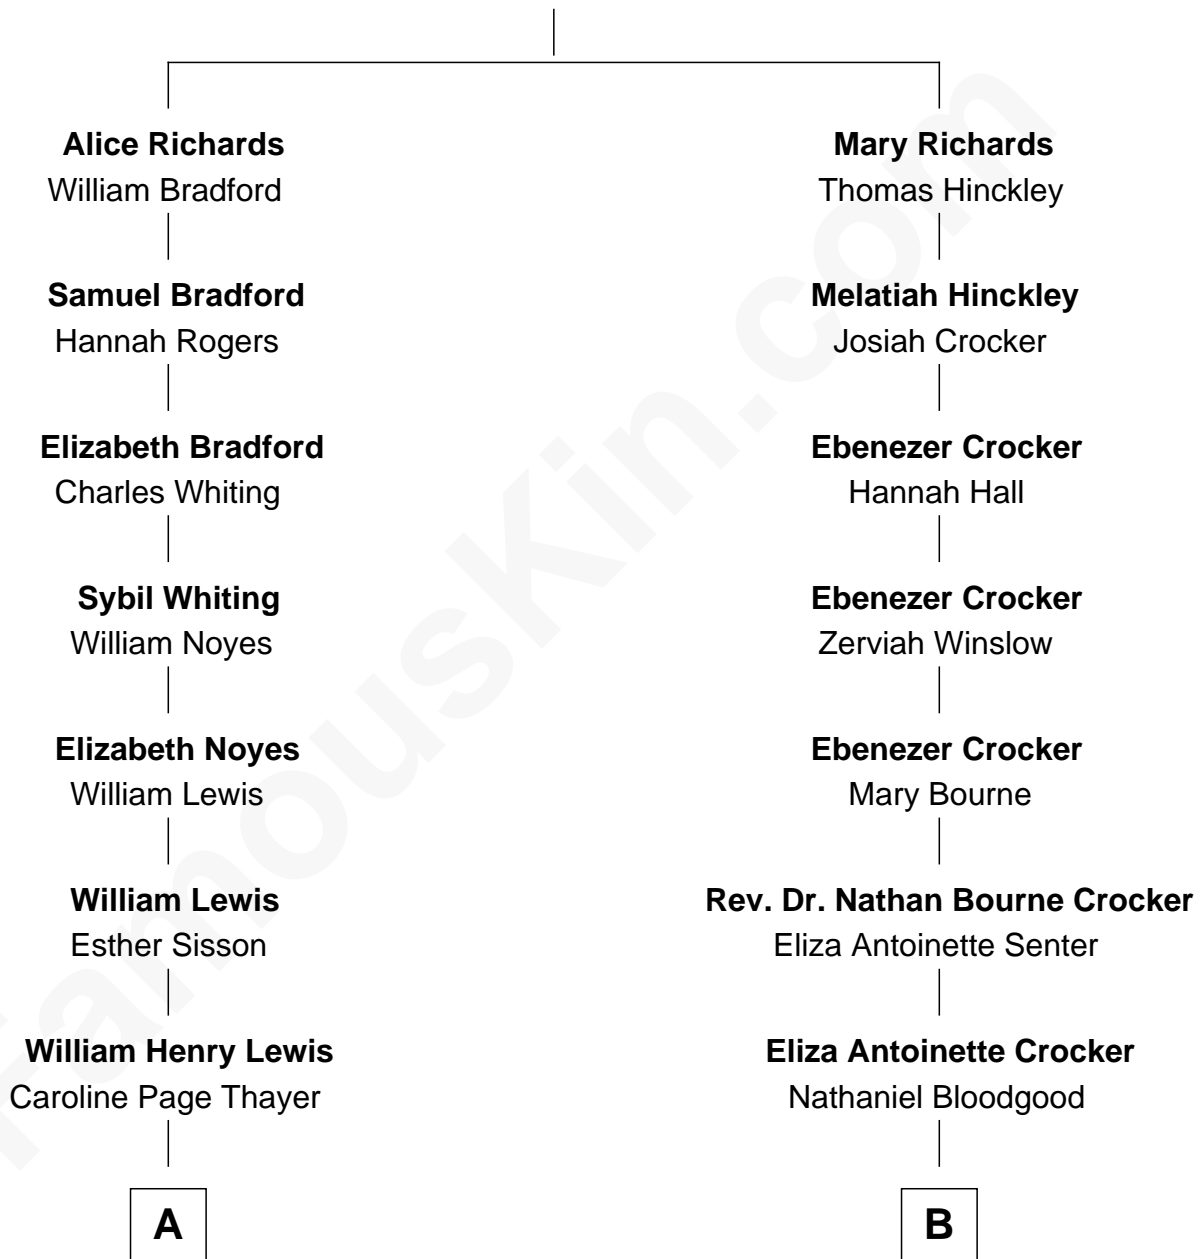 Alice Richards
William Bradford
Samuel Bradford
Hannah Rogers
Elizabeth Bradford
Charles Whiting
Sybil Whiting
William Noyes
Elizabeth Noyes
William Lewis
William Lewis
Esther Sisson
William Henry Lewis
Caroline Page Thayer
A
Mary Richards
Thomas Hinckley
Melatiah Hinckley
Josiah Crocker
Ebenezer Crocker
Hannah Hall
Ebenezer Crocker
Zerviah Winslow
Ebenezer Crocker
Mary Bourne
Rev. Dr. Nathan Bourne Crocker
Eliza Antoinette Senter
Eliza Antoinette Crocker
Nathaniel Bloodgood
B
FamousKin.com